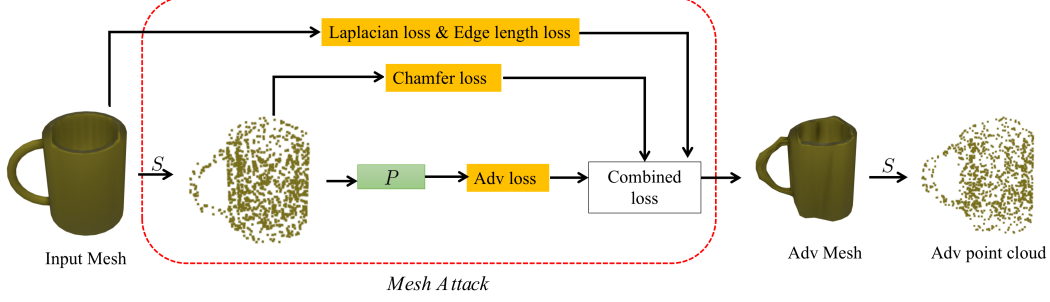 Laplacian loss & Edge length loss
Chamfer loss
S
P
Adv loss
Combined
loss
S
Input Mesh
Adv Mesh
Adv point cloud
Mesh Attack